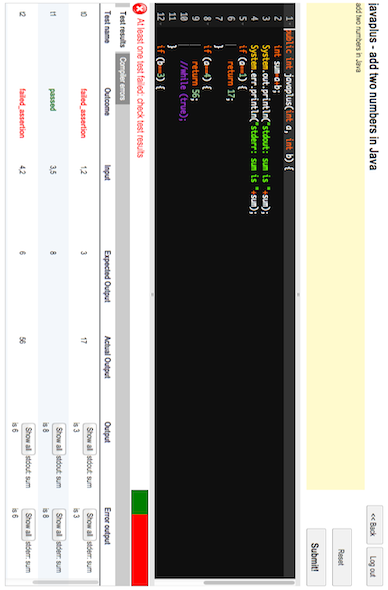 javaplus - add two numbers in Java
add two numbers in Java
<< Back
Log out
Reset
Submit!
1 public int javaplus(int a, int b) {
2 int sum=a+b;
3 System.out.println("stdout: sum is "+sum);
4 System.err.println("stderr: sum is "+sum);
5 if (a==1) {
6 return 17;
7 }
8 if (a==4) {
9 return 56;
10 //while (true);
11 }
12 if (b==3) {
At least one test failed: check test results
Test results Compiler errors
Test name Outcome Input Expected Output Actual Output Output Error output
t0 failed_assertion 1,2 3 17 Show all stdout: sum is 3 Show all stderr: sum is 3
t1 passed 3,5 8 Show all stdout: sum is 8 Show all stderr: sum is 8
t2 failed_assertion 4,2 6 56 Show all stdout: sum is 6 Show all stderr: sum is 6